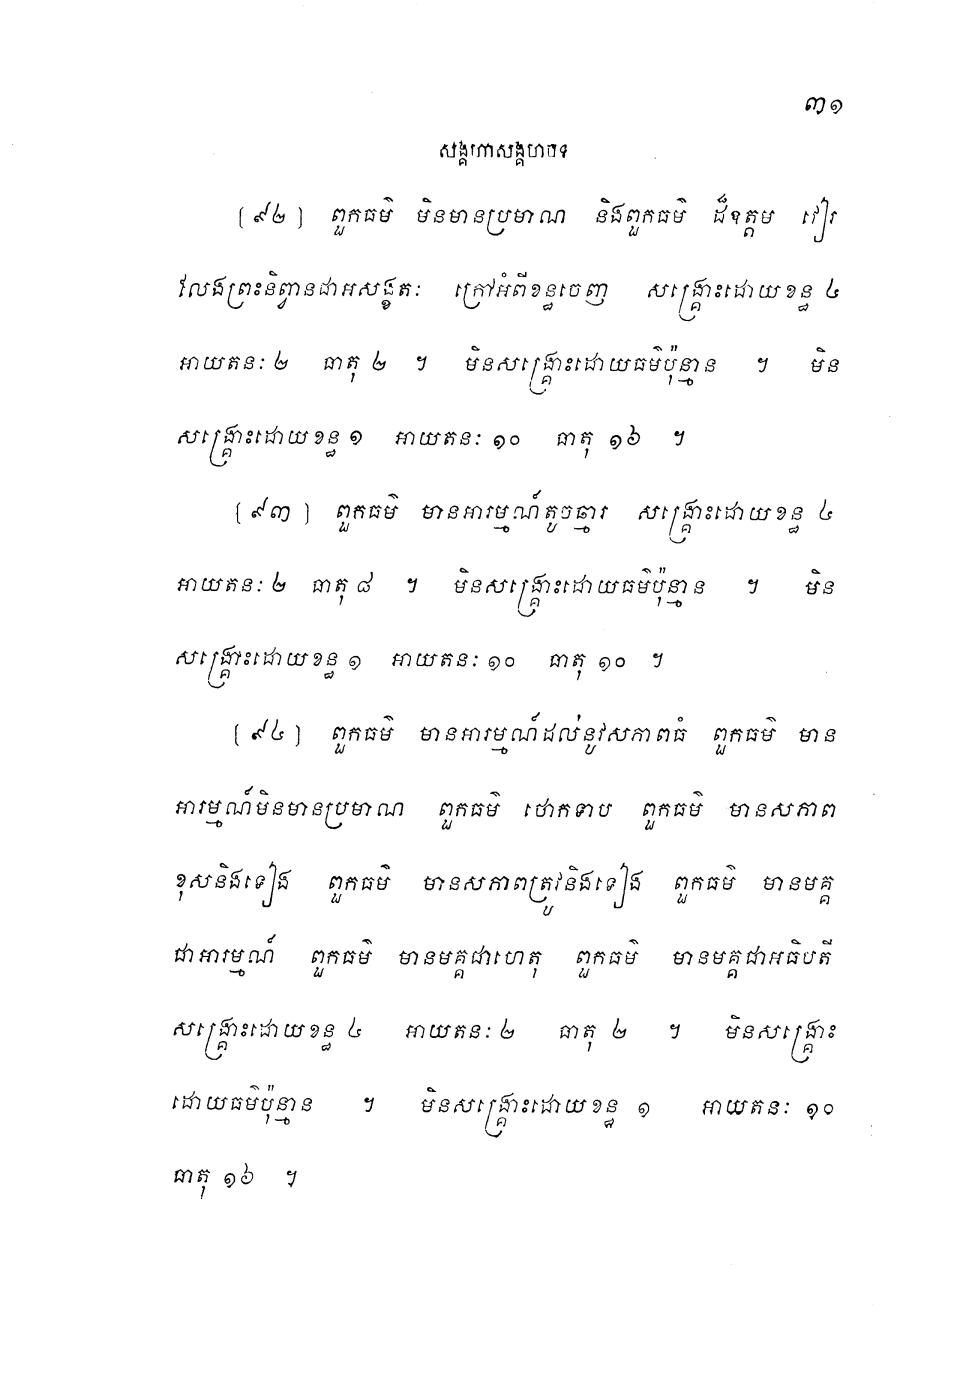 ៣១
សង្គហាសង្គហបទ
[៩២] ពួកធម៌ មិនមានប្រមាណ និងពួកធម៌ ដ៏ឧត្តម វៀរ
លែងព្រះនិព្វានជាអសង្ខតៈ ក្រៅអំពីខន្ធចេញ សង្គ្រោះដោយខន្ធ ៤
អាយតនៈ ២ ធាតុ ២ ។ មិនសង្គ្រោះដោយធម៌ប៉ុន្មាន ។ មិន
សង្គ្រោះដោយខន្ធ ១ អាយតនៈ ១០ ធាតុ ១៦ ។
[៩៣] ពួកធម៌ មានអារម្មណ៍តូចឆ្មារ សង្គ្រោះដោយខន្ធ ៤
អាយតនៈ ២ ធាតុ ៨ ។ មិនសង្គ្រោះដោយធម៌ប៉ុន្មាន ។ មិន
សង្គ្រោះដោយខន្ធ ១ អាយតនៈ ១០ ធាតុ ១០ ។
[៩៤] ពួកធម៌ មានអារម្មណ៍ដល់នូវសភាពធំ ពួកធម៌ មាន
អារម្មណ៍មិនមានប្រមាណ ពួកធម៌ ថោកទាប ពួកធម៌ មានសភាព
ខុសនិងទៀង ពួកធម៌ មានសភាពត្រូវនិងទៀង ពួកធម៌ មានមគ្គ
ជាអារម្មណ៍ ពួកធម៌ មានមគ្គជាហេតុ ពួកធម៌ មានមគ្គជាអធិបតី
សង្គ្រោះដោយខន្ធ ៤ អាយតនៈ ២ ធាតុ ២ ។ មិនសង្គ្រោះ
ដោយធម៌ប៉ុន្មាន ។ មិនសង្គ្រោះដោយខន្ធ ១ អាយតនៈ ១០
ធាតុ ១៦ ។